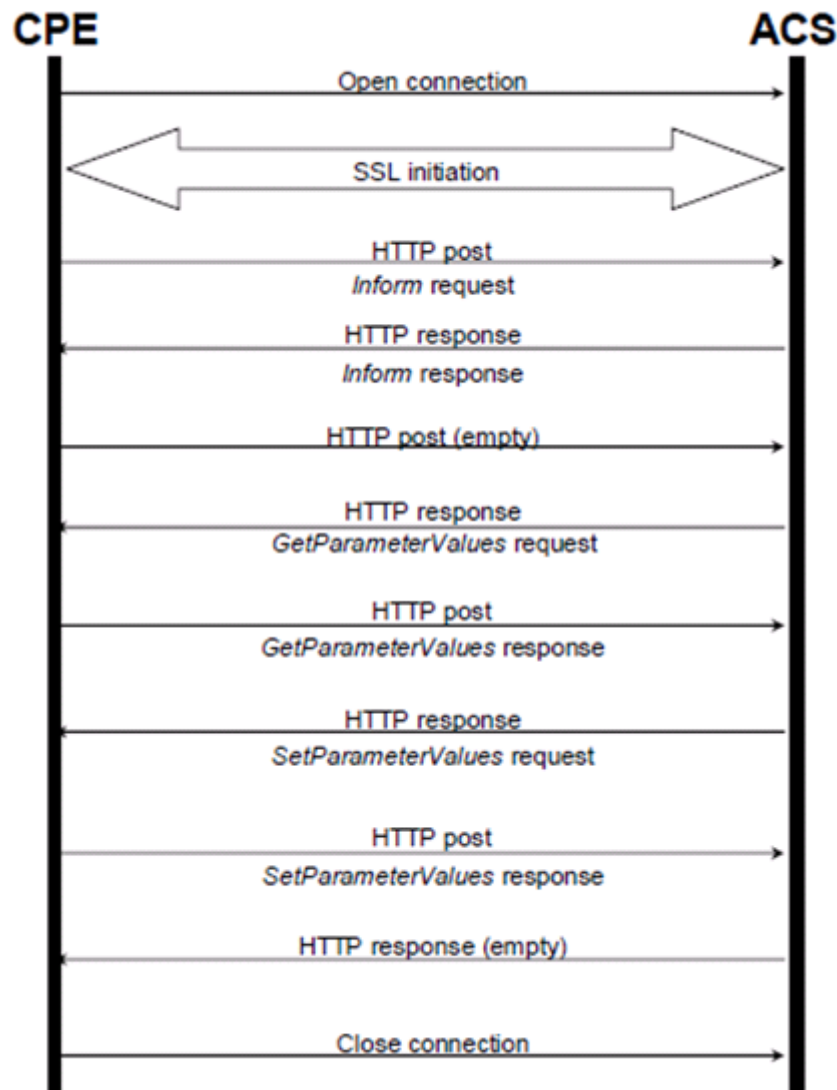 CPE ACS
Open connection
SSL initiation
HTTP post
Inform request
HTTP response
Inform response
HTTP post (empty)
HTTP response
GetParameterValues request
HTTP post
GetParameterValues response
HTTP response
SetParameterValues request
HTTP post
SetParameterValues response
HTTP response (empty)
Close connection